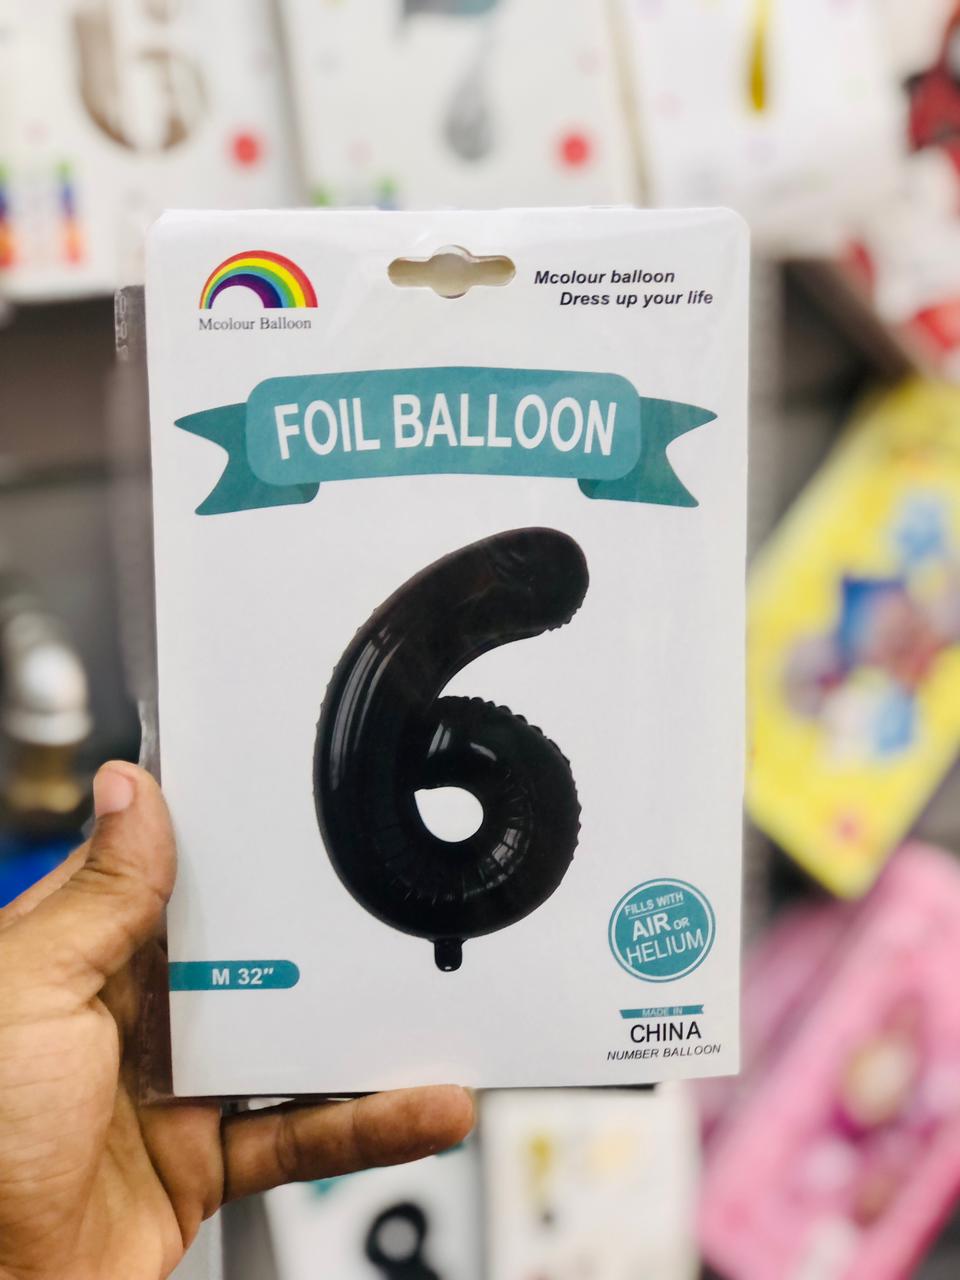 Mcolour Balloon
Mcolour balloon
Dress up your life
FOIL BALLOON
6
FILLS WITH
AIR OR
HELIUM
M 32"
MADE IN
CHINA
NUMBER BALLOON